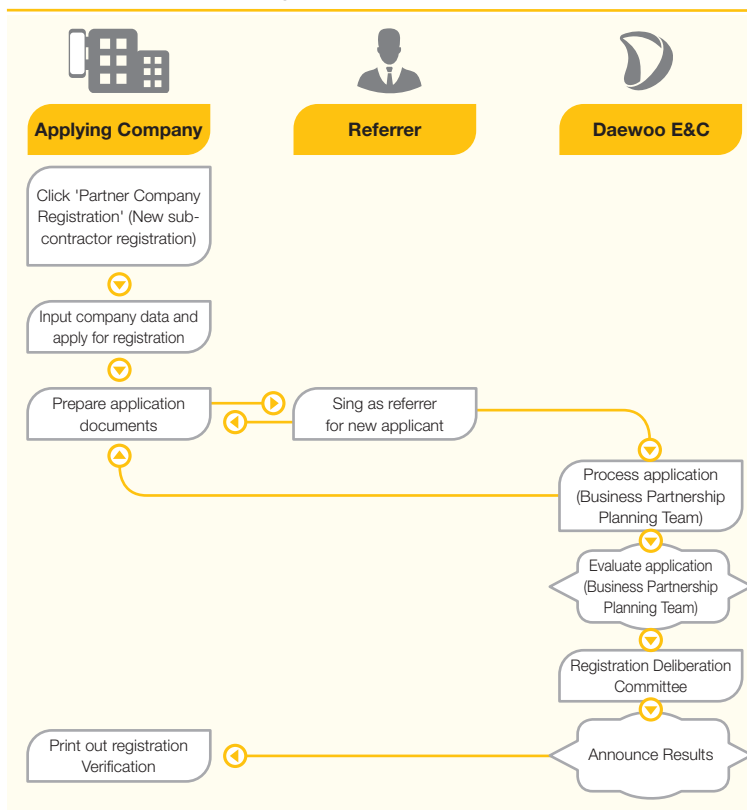 Applying Company
Referrer
Daewoo E&C
Click 'Partner Company
Registration' (New sub-
contractor registration)
Input company data and
apply for registration
Prepare application
documents
Sing as referrer
for new applicant
Process application
(Business Partnership
Planning Team)
Evaluate application
(Business Partnership
Planning Team)
Registration Deliberation
Committee
Announce Results
Print out registration
Verification